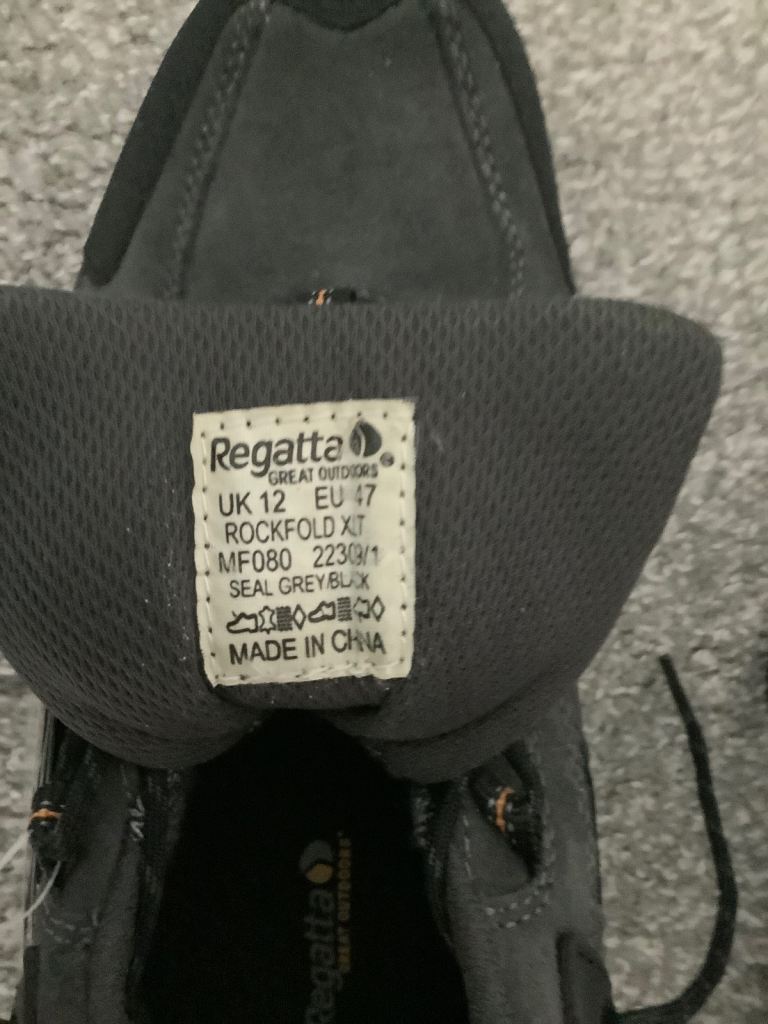 Regatta
GREAT OUTDOORS
UK 12 EU 47
ROCKFOLD XLT
MF080 22309/1
SEAL GREY/BLACK
MADE IN CHINA
Regatta
GREAT OUTDOORS